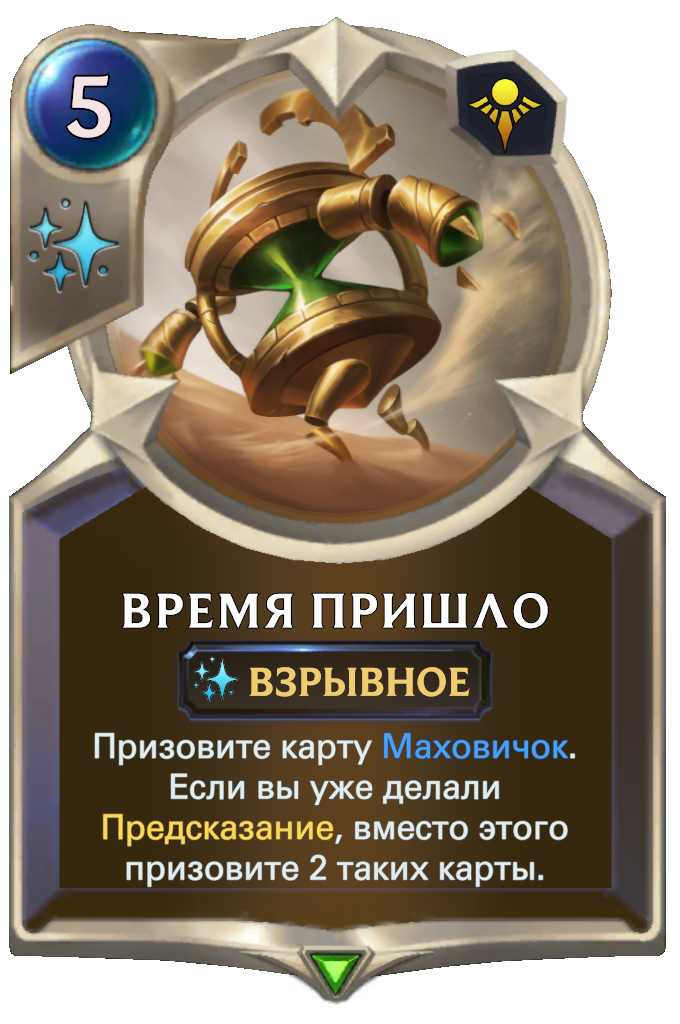 5
ВРЕМЯ ПРИШЛО
ВЗРЫВНОЕ
Призовите карту Маховичок.
Если вы уже делали
Предсказание, вместо этого
призовите 2 таких карты.